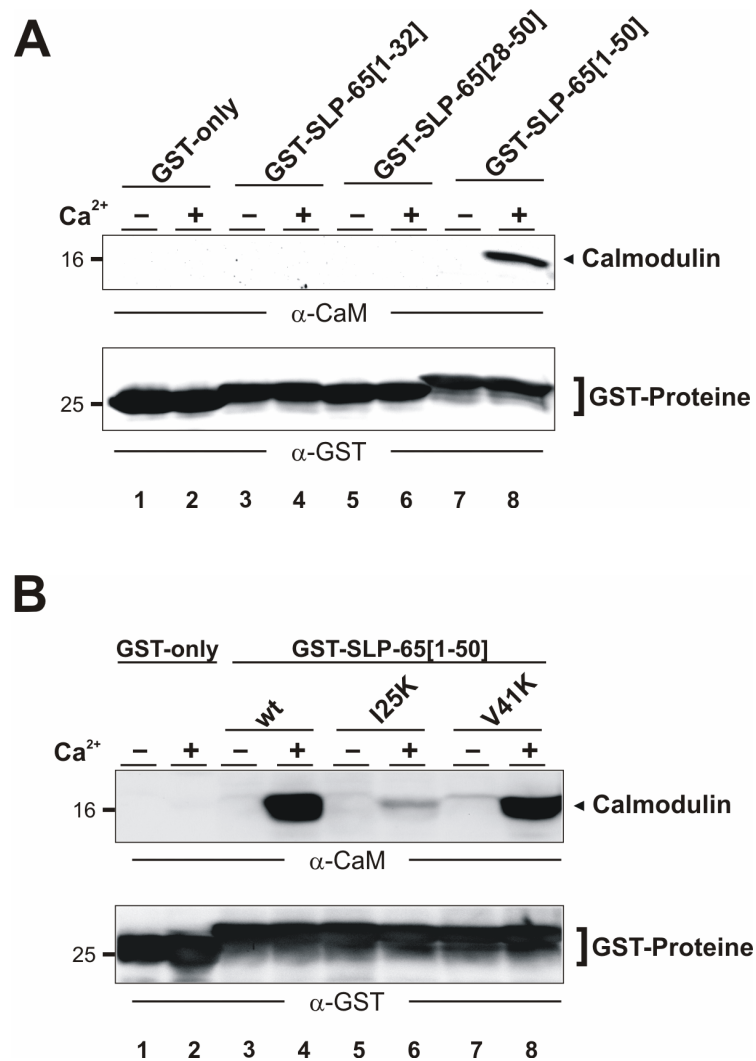 A
GST-only
GST-SLP-65[1-32]
GST-SLP-65[28-50]
GST-SLP-65[1-50]
Ca2+ – + – + – + – +
16 ◄ Calmodulin
α-CaM
25 ] GST-Proteine
α-GST
1 2 3 4 5 6 7 8
B
GST-only GST-SLP-65[1-50]
wt I25K V41K
Ca2+ – + – + – + – +
16 ◄ Calmodulin
α-CaM
25 ] GST-Proteine
α-GST
1 2 3 4 5 6 7 8